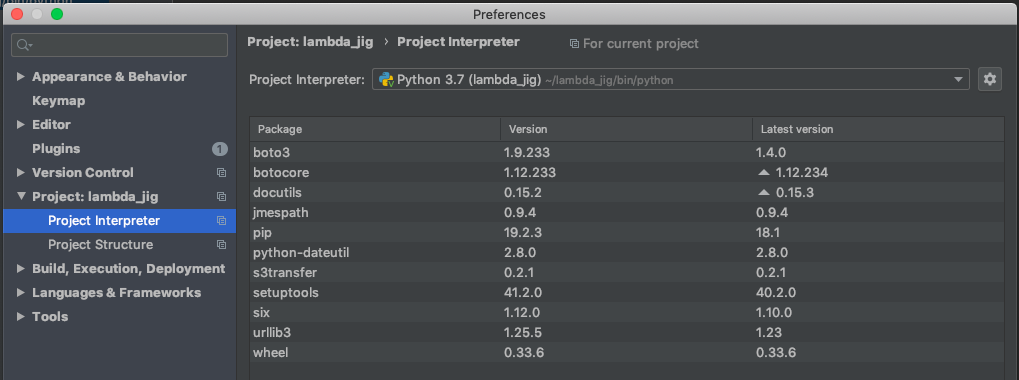 Preferences
Project: lambda_jig › Project Interpreter For current project
Appearance & Behavior
Keymap
Editor
Plugins 1
Version Control
Project: lambda_jig
Project Interpreter
Project Structure
Build, Execution, Deployment
Languages & Frameworks
Tools
Project Interpreter: Python 3.7 (lambda_jig) ~/lambda_jig/bin/python
Package Version Latest version
boto3 1.9.233 1.4.0
botocore 1.12.233 1.12.234
docutils 0.15.2 0.15.3
jmespath 0.9.4 0.9.4
pip 19.2.3 18.1
python-dateutil 2.8.0 2.8.0
s3transfer 0.2.1 0.2.1
setuptools 41.2.0 40.2.0
six 1.12.0 1.10.0
urllib3 1.25.5 1.23
wheel 0.33.6 0.33.6